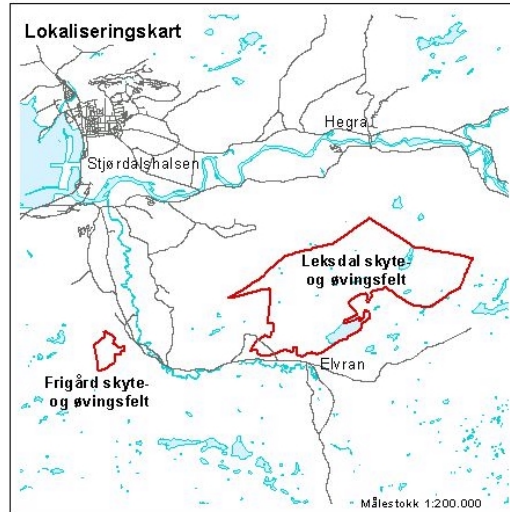 Lokaliseringskart
Hegra
Stjørdalshalsen
Leksdal skyte-
og øvingsfelt
Elvran
Frigård skyte-
og øvingsfelt
Målestokk 1:200.000